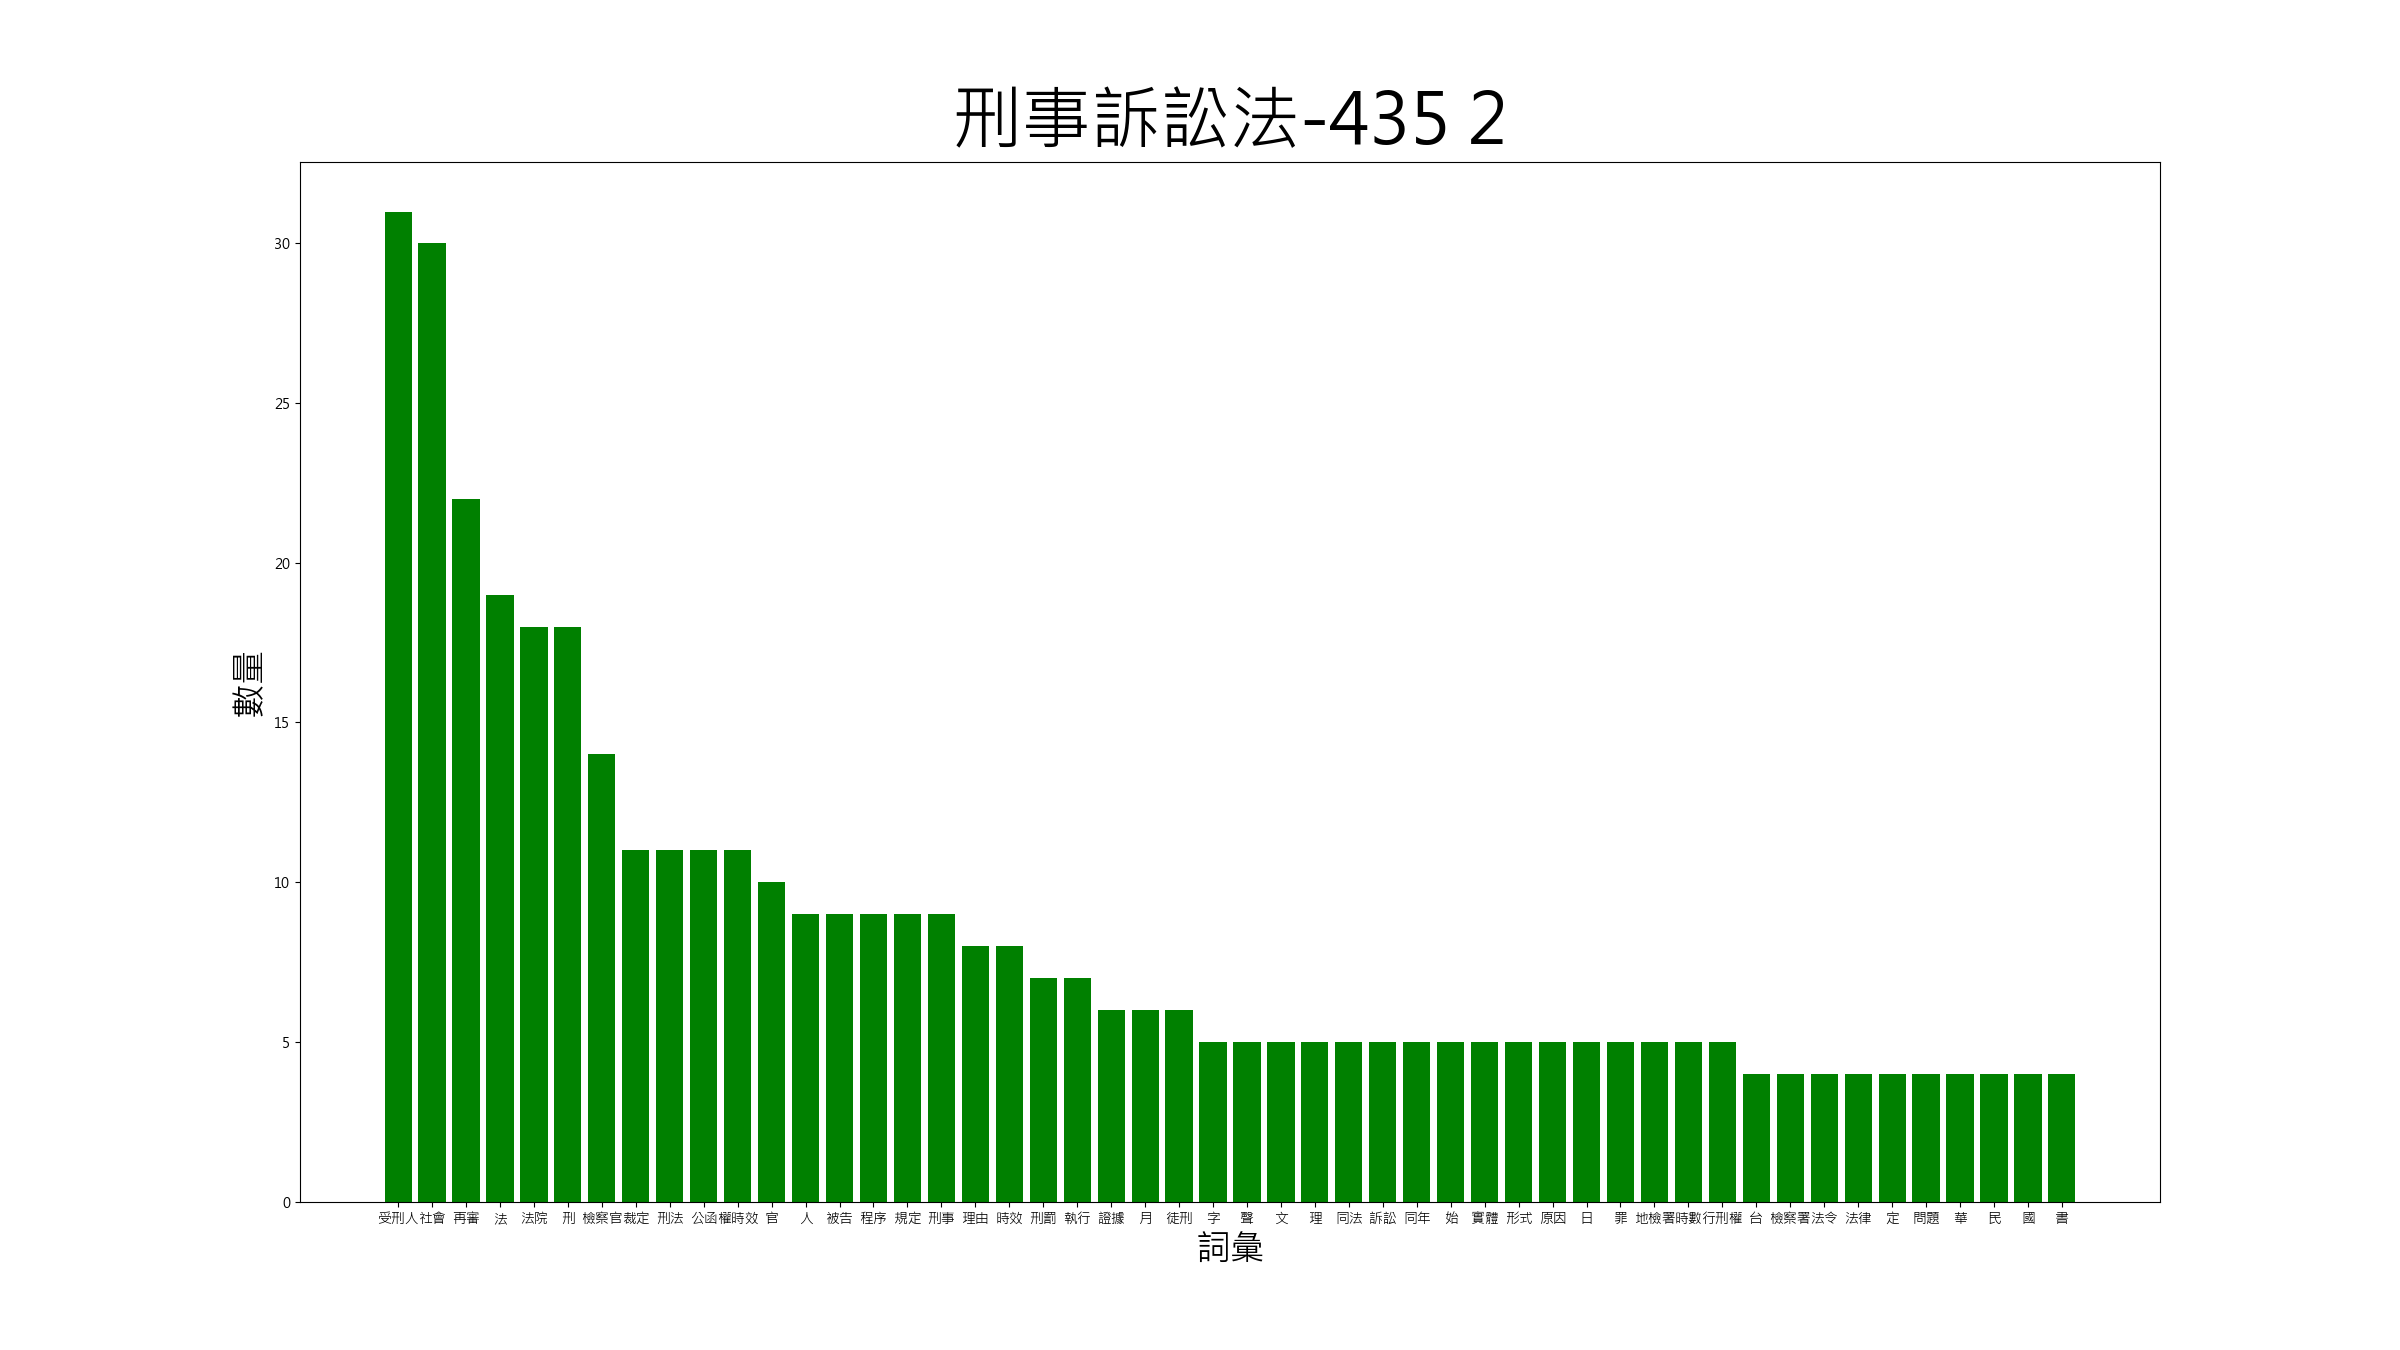 刑事訴訟法-435 2
數量
30
25
20
15
10
5
0
受刑人 社會 再審 法 法院 刑 檢察官 裁定 刑法 公函 權時效 官 人 被告 程序 規定 刑事 理由 時效 刑罰 執行 證據 月 徒刑 字 聲 文 理 同法 訴訟 同年 始 實體 形式 原因 日 罪 地檢署 時數 行刑權 台 檢察署 法令 法律 定 問題 華 民 國 書
詞彙